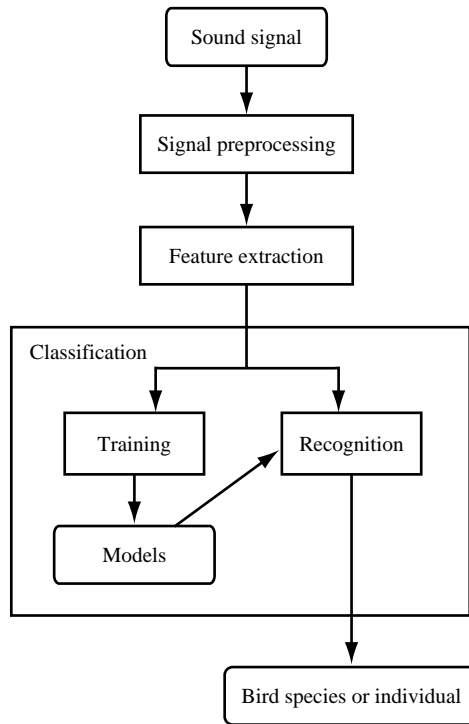 Sound signal
Signal preprocessing
Feature extraction
Classification
Training
Recognition
Models
Bird species or individual